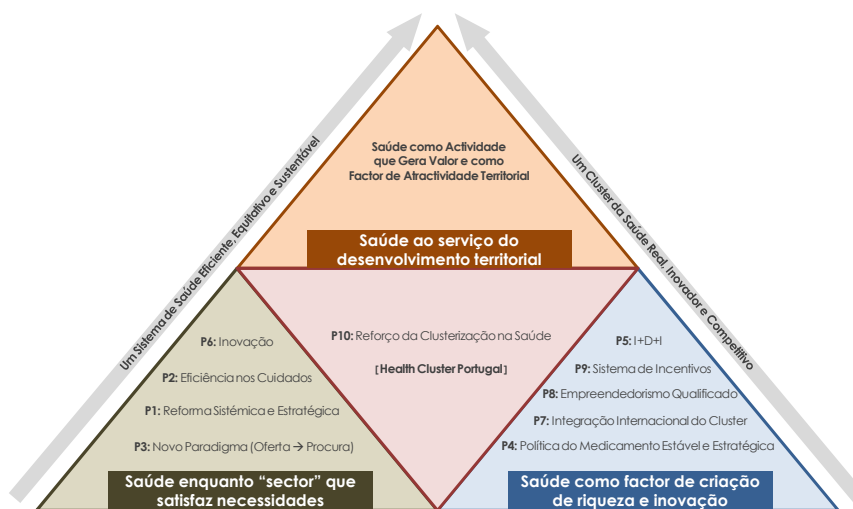 Um Sistema de Saúde Eficiente, Equitativo e Sustentável
Um Cluster da Saúde Real, Inovador e Competitivo
Saúde como Actividade
que Gera Valor e como
Factor de Atractividade Territorial
Saúde ao serviço do
desenvolvimento territorial
P6: Inovação
P2: Eficiência nos Cuidados
P1: Reforma Sistémica e Estratégica
P3: Novo Paradigma (Oferta → Procura)
Saúde enquanto “sector” que
satisfaz necessidades
P10: Reforço da Clusterização na Saúde
[Health Cluster Portugal]
P5: I+D+I
P9: Sistema de Incentivos
P8: Empreendedorismo Qualificado
P7: Integração Internacional do Cluster
P4: Política do Medicamento Estável e Estratégica
Saúde como factor de criação
de riqueza e inovação